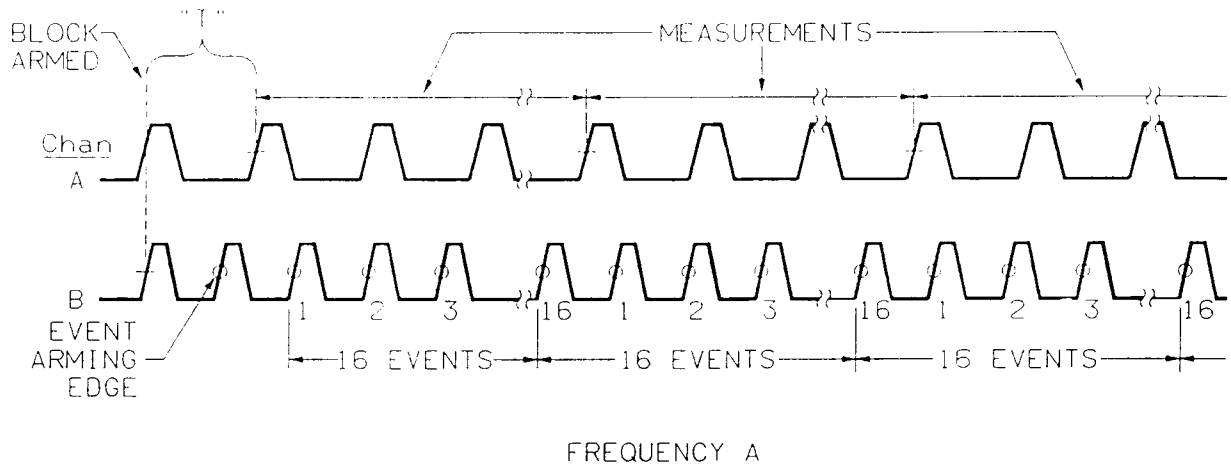 "T"
BLOCK
ARMED
MEASUREMENTS
Chan
A
B
1 2 3 16 1 2 3 16 1 2 3 16
EVENT
ARMING
EDGE
16 EVENTS 16 EVENTS 16 EVENTS
FREQUENCY A